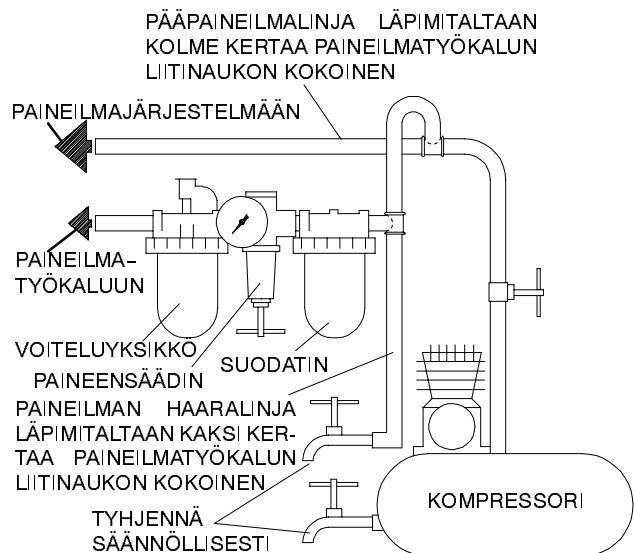 PÄÄPAINEILMALINJA LÄPIMITALTAAN
KOLME KERTAA PAINEILMATYÖKALUN
LIITINAUKON KOKOINEN
PAINEILMAJÄRJESTELMÄÄN
PAINEILMA–
TYÖKALUUN
VOITELUYKSIKKÖ
SUODATIN
PAINEENSÄÄDIN
PAINEILMAN HAARALINJA
LÄPIMITALTAAN KAKSI KER-
TAA PAINEILMATYÖKALUN
LIITINAUKON KOKOINEN
KOMPRESSORI
TYHJENNÄ
SÄÄNNÖLLISESTI